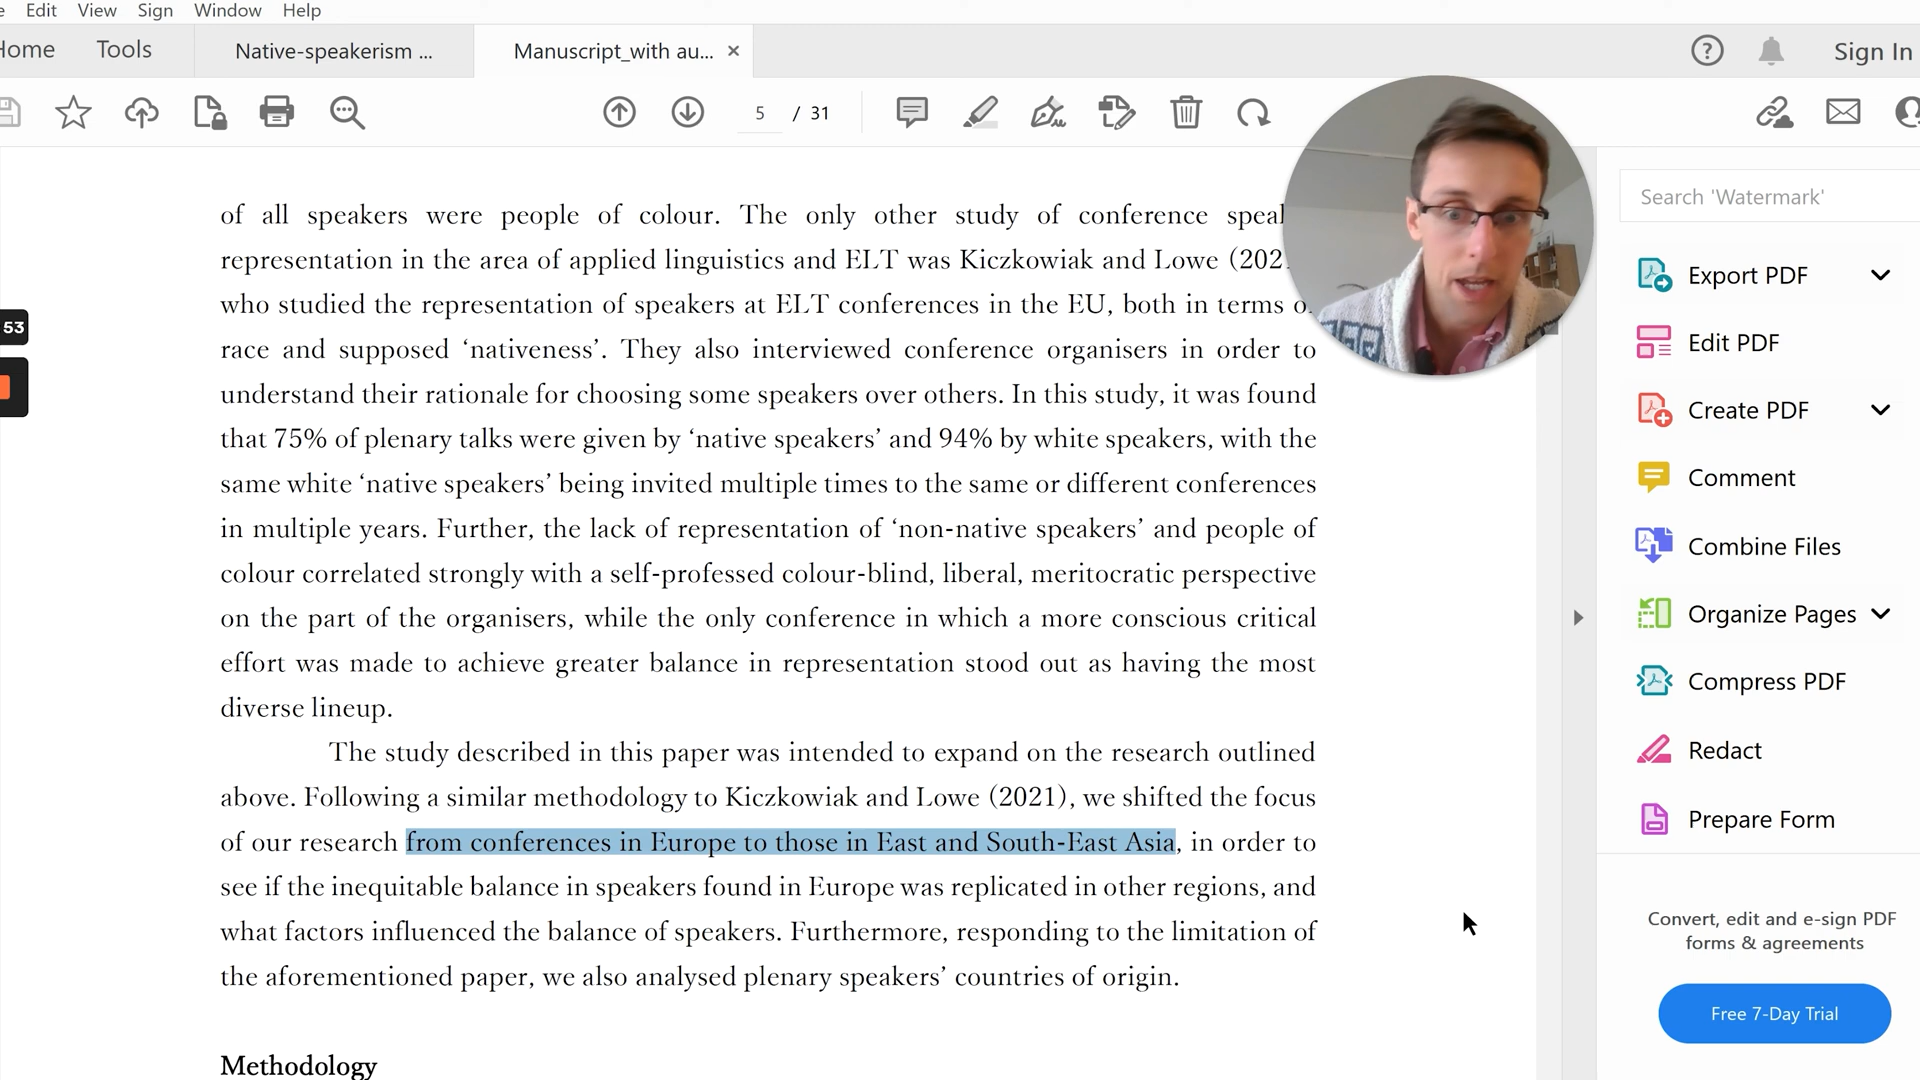 Edit View Sign Window Help
Home Tools Native-speakerism ... Manuscript_with au... Sign In
5 / 31
Search 'Watermark'
of all speakers were people of colour. The only other study of conference
representation in the area of applied linguistics and ELT was Kiczkowiak and Lowe (202
who studied the representation of speakers at ELT conferences in the EU, both in terms
race and supposed ‘nativeness’. They also interviewed conference organisers in order to
understand their rationale for choosing some speakers over others. In this study, it was found
that 75% of plenary talks were given by ‘native speakers’ and 94% by white speakers, with the
same white ‘native speakers’ being invited multiple times to the same or different conferences
in multiple years. Further, the lack of representation of ‘non-native speakers’ and people of
colour correlated strongly with a self-professed colour-blind, liberal, meritocratic perspective
on the part of the organisers, while the only conference in which a more conscious critical
effort was made to achieve greater balance in representation stood out as having the most
diverse lineup.
The study described in this paper was intended to expand on the research outlined
above. Following a similar methodology to Kiczkowiak and Lowe (2021), we shifted the focus
of our research from conferences in Europe to those in East and South-East Asia, in order to
see if the inequitable balance in speakers found in Europe was replicated in other regions, and
what factors influenced the balance of speakers. Furthermore, responding to the limitation of
the aforementioned paper, we also analysed plenary speakers’ countries of origin.
Methodology
53
Export PDF
Edit PDF
Create PDF
Comment
Combine Files
Organize Pages
Compress PDF
Redact
Prepare Form
Convert, edit and e-sign PDF
forms & agreements
Free 7-Day Trial